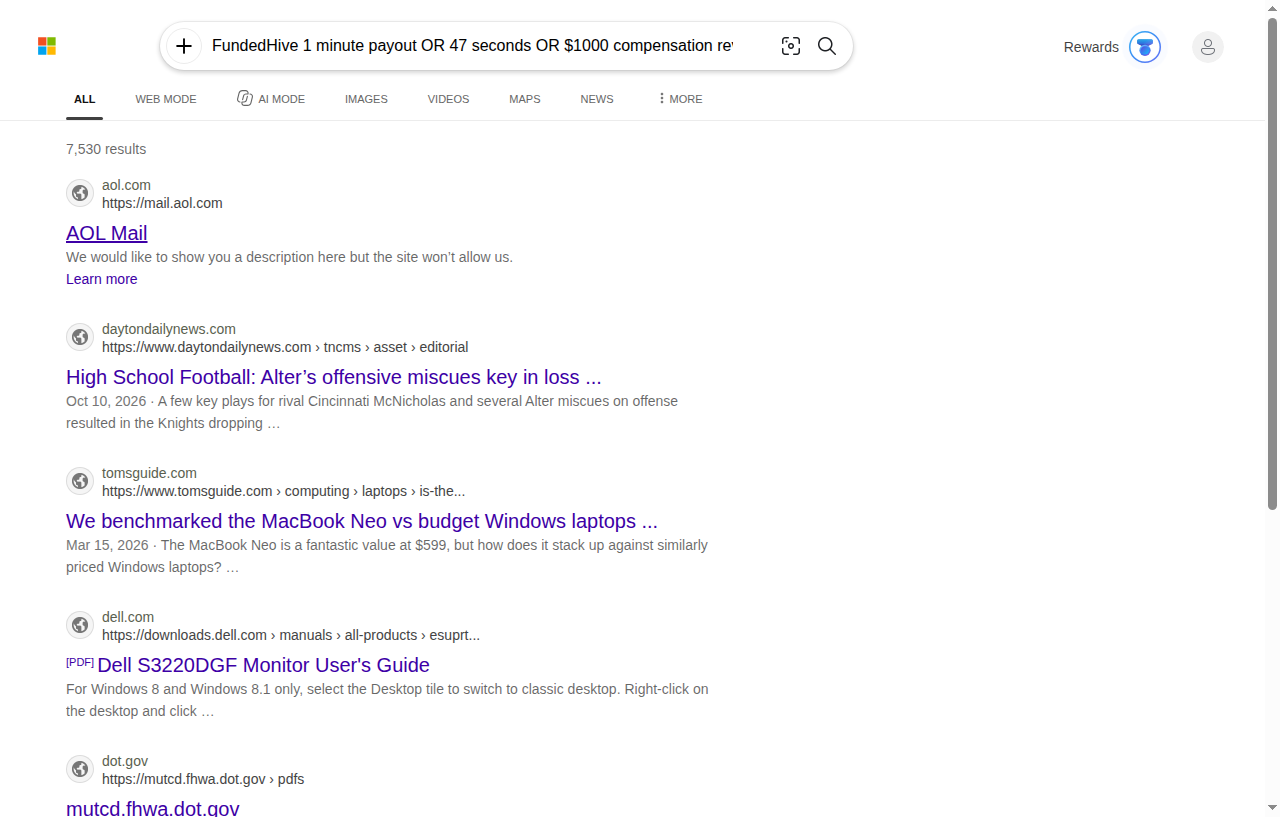 FundedHive 1 minute payout OR 47 seconds OR $1000 compensation re
Rewards
ALL
WEB MODE
AI MODE
IMAGES
VIDEOS
MAPS
NEWS
MORE
7,530 results
aol.com
https://mail.aol.com
AOL Mail
We would like to show you a description here but the site won’t allow us.
Learn more
daytondailynews.com
https://www.daytondailynews.com › tncms › asset › editorial
High School Football: Alter’s offensive miscues key in loss ...
Oct 10, 2026 · A few key plays for rival Cincinnati McNicholas and several Alter miscues on offense
resulted in the Knights dropping …
tomsguide.com
https://www.tomsguide.com › computing › laptops › is-the...
We benchmarked the MacBook Neo vs budget Windows laptops ...
Mar 15, 2026 · The MacBook Neo is a fantastic value at $599, but how does it stack up against similarly
priced Windows laptops? …
dell.com
https://downloads.dell.com › manuals › all-products › esuprt...
[PDF] Dell S3220DGF Monitor User's Guide
For Windows 8 and Windows 8.1 only, select the Desktop tile to switch to classic desktop. Right-click on
the desktop and click …
dot.gov
https://mutcd.fhwa.dot.gov › pdfs
mutcd.fhwa.dot.gov